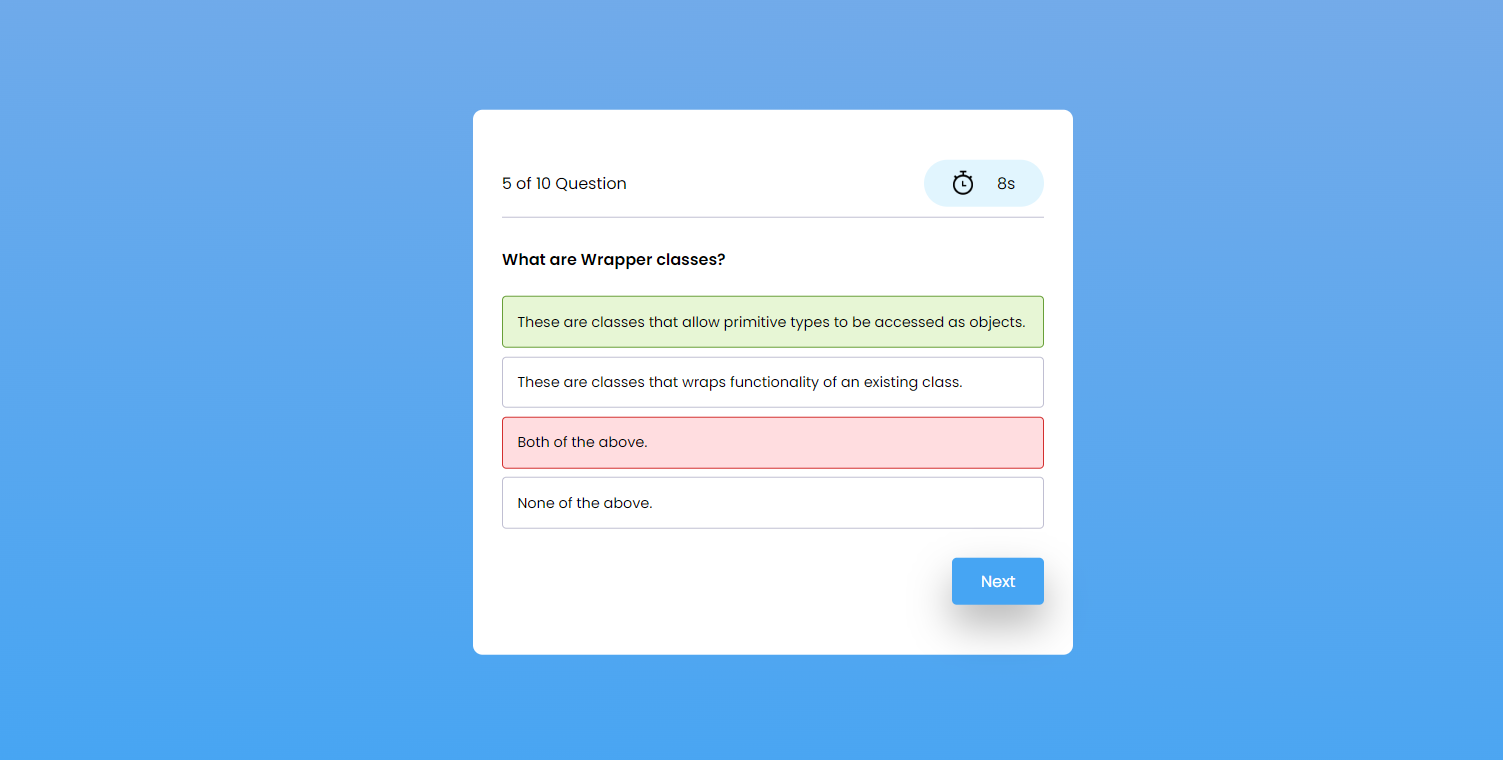 5 of 10 Question
8s
What are Wrapper classes?
These are classes that allow primitive types to be accessed as objects.
These are classes that wraps functionality of an existing class.
Both of the above.
None of the above.
Next